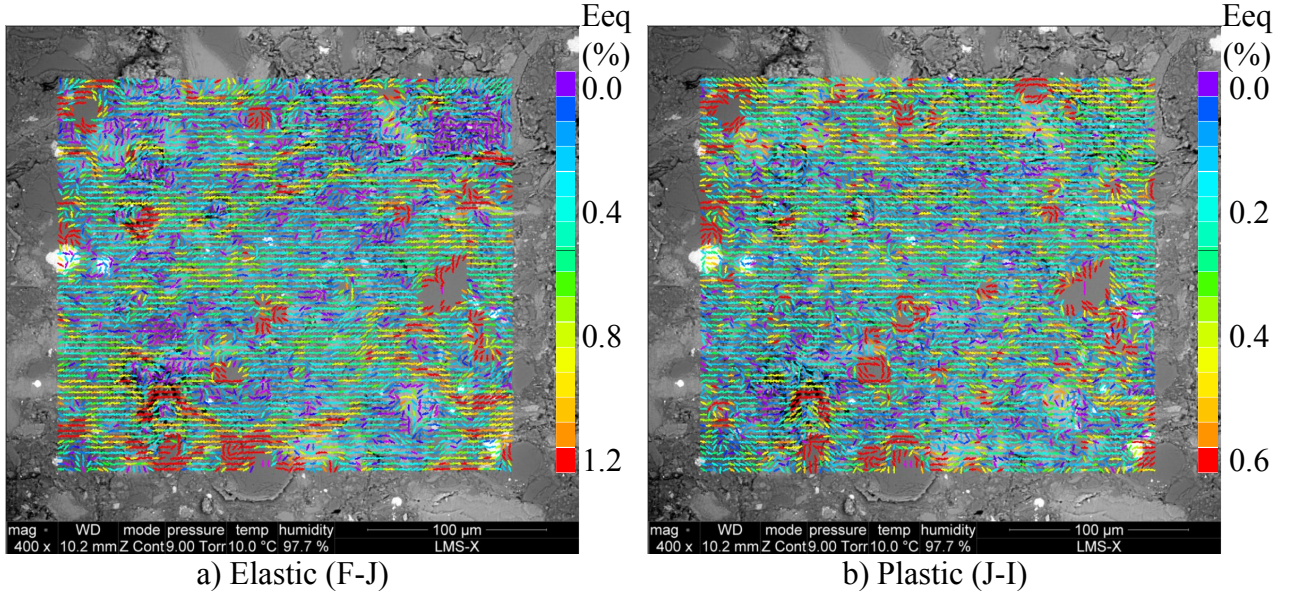 Eeq
(%)
0.0
0.4
0.8
1.2
mag WD mode pressure temp humidity 100 µm
400 x 10.2 mm Z Cont 9.00 Torr 10.0 °C 97.7 % LMS-X
a) Elastic (F-J)
Eeq
(%)
0.0
0.2
0.4
0.6
mag WD mode pressure temp humidity 100 µm
400 x 10.2 mm Z Cont 9.00 Torr 10.0 °C 97.7 % LMS-X
b) Plastic (J-I)